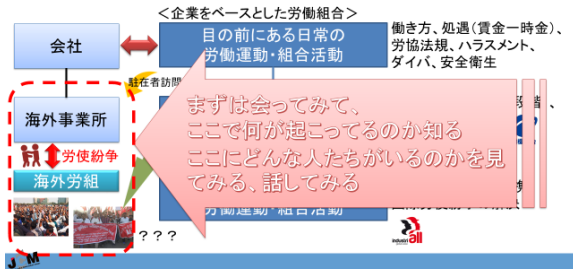 ＜企業をベースとした労働組合＞
会社
目の前にある日常の
労働運動・組合活動
働き方、処遇（賃金一時金）、
労協法規、ハラスメント、
ダイバ、安全衛生
駐在者訪問
海外事業所
労使紛争
海外労組
まずは会ってみて、
ここで何が起こってるのか知る
ここにどんな人たちがいるのかを見
てみる、話してみる
労働運動・組合活動
？？？
industri
all
J M